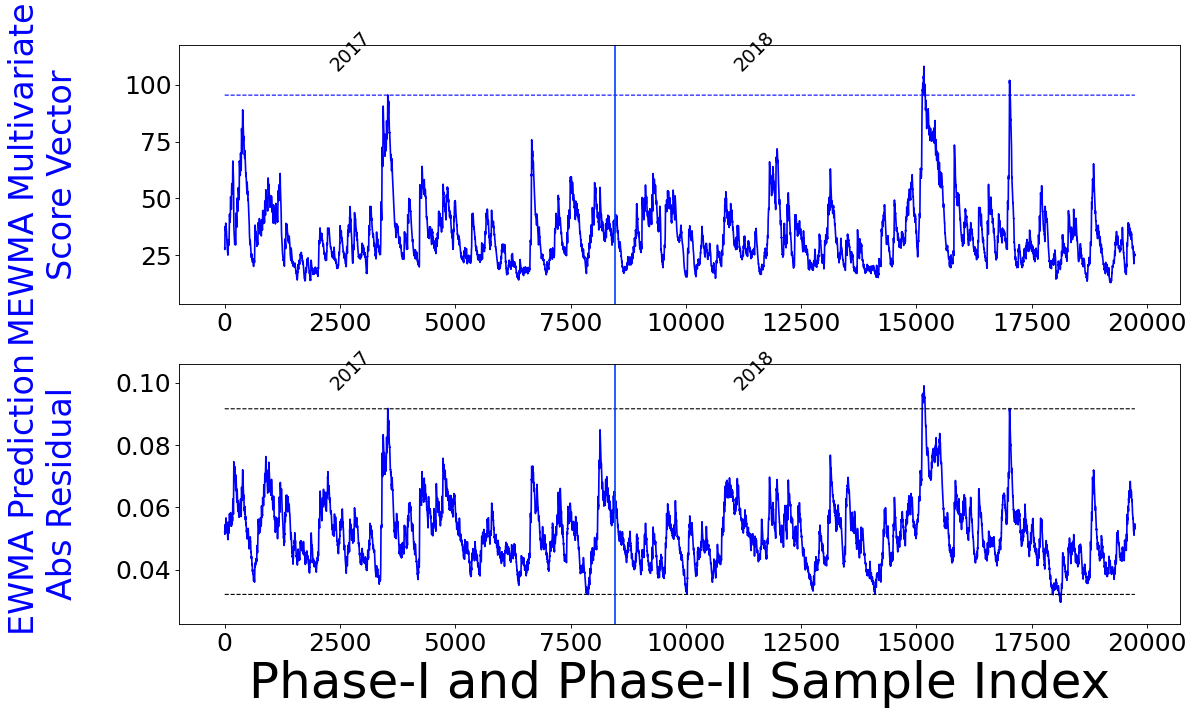 MEWMA Multivariate
Score Vector
2017
2018
100
75
50
25
0 2500 5000 7500 10000 12500 15000 17500 20000
EWMA Prediction
Abs Residual
2017
2018
0.10
0.08
0.06
0.04
0 2500 5000 7500 10000 12500 15000 17500 20000
Phase-I and Phase-II Sample Index